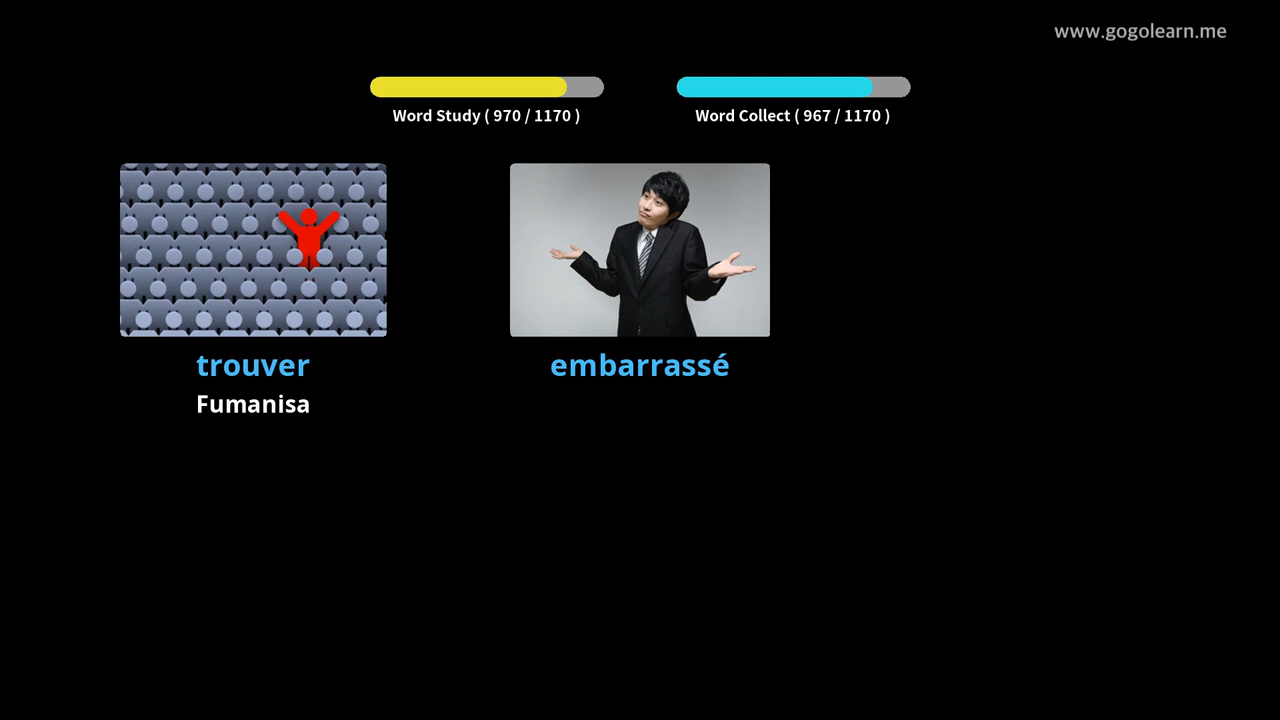 www.gogolearn.me
Word Study ( 970 / 1170 )
Word Collect ( 967 / 1170 )
trouver
Fumanisa
embarrassé